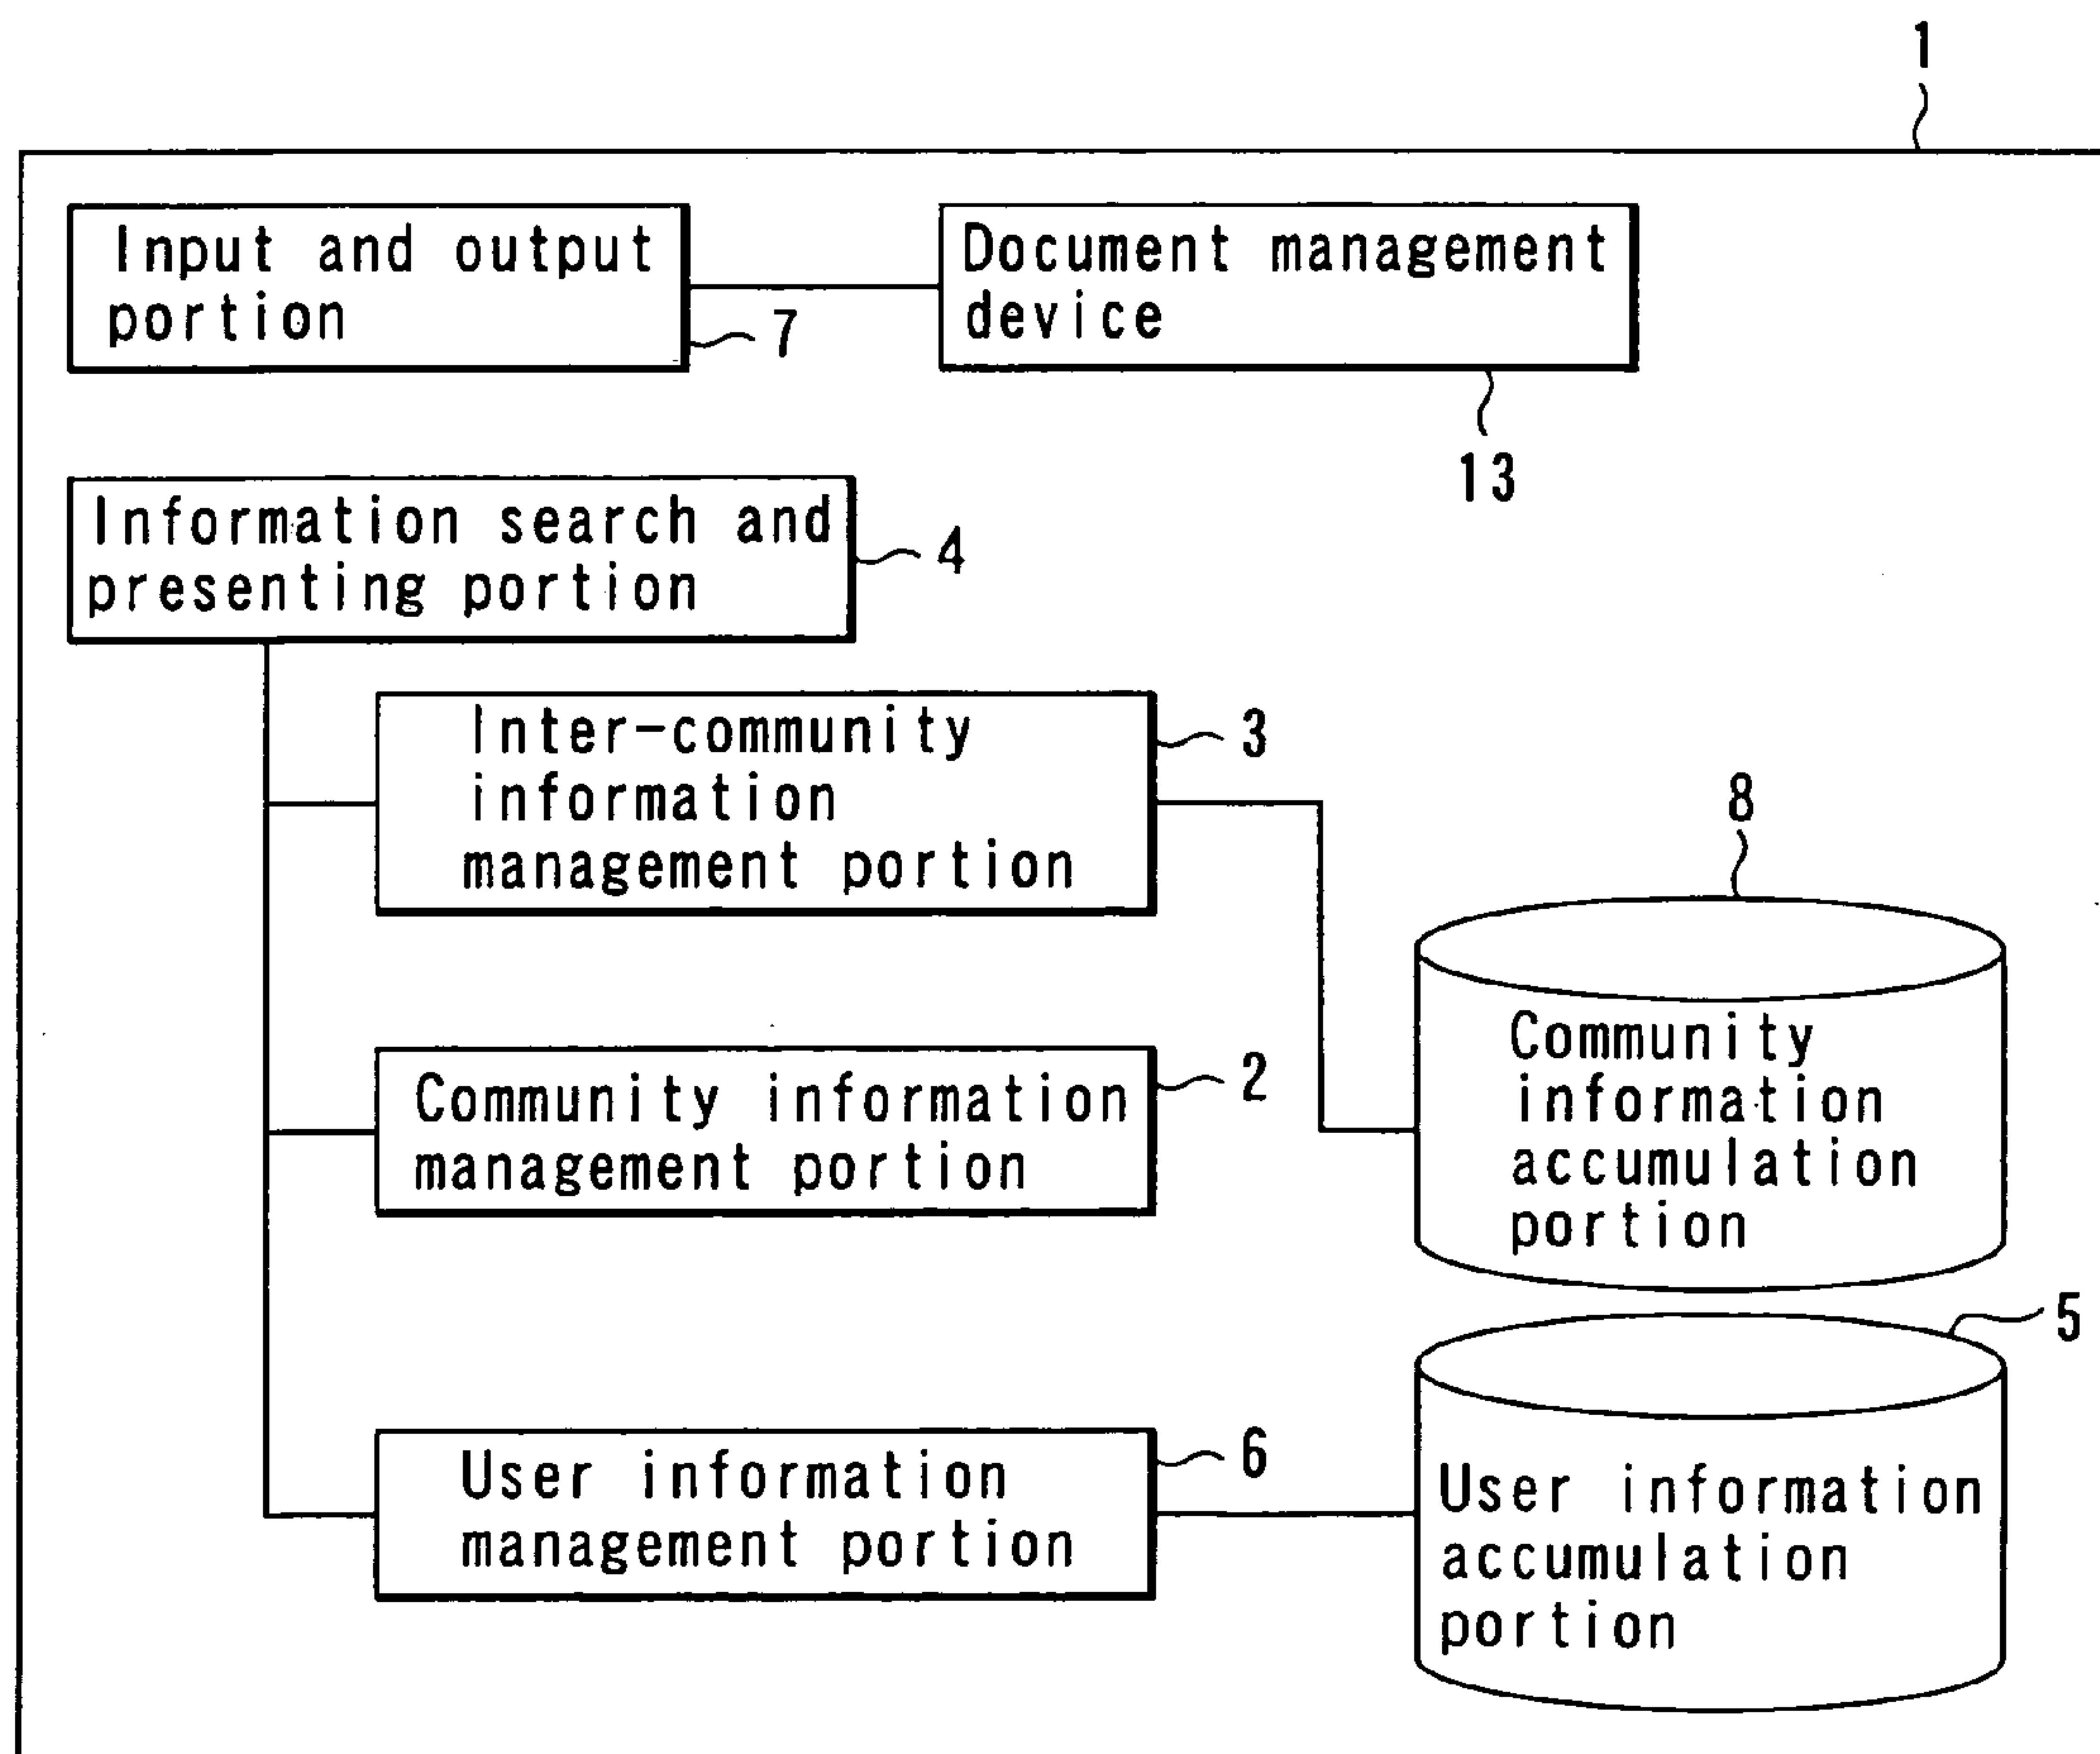 1
Input and output
portion
7
Document management
device
13
Information search and
presenting portion
4
Inter-community
information
management portion
3
8
Community
information
accumulation
portion
Community information
management portion
2
5
User information
management portion
6
User information
accumulation
portion